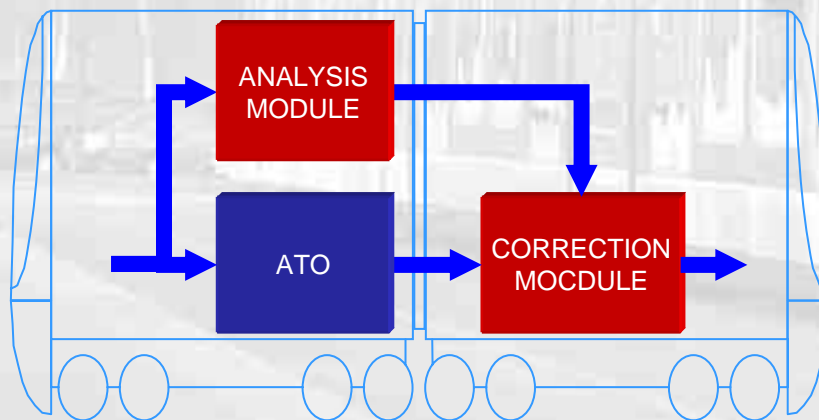 ANALYSIS
MODULE
ATO
CORRECTION
MOCDULE